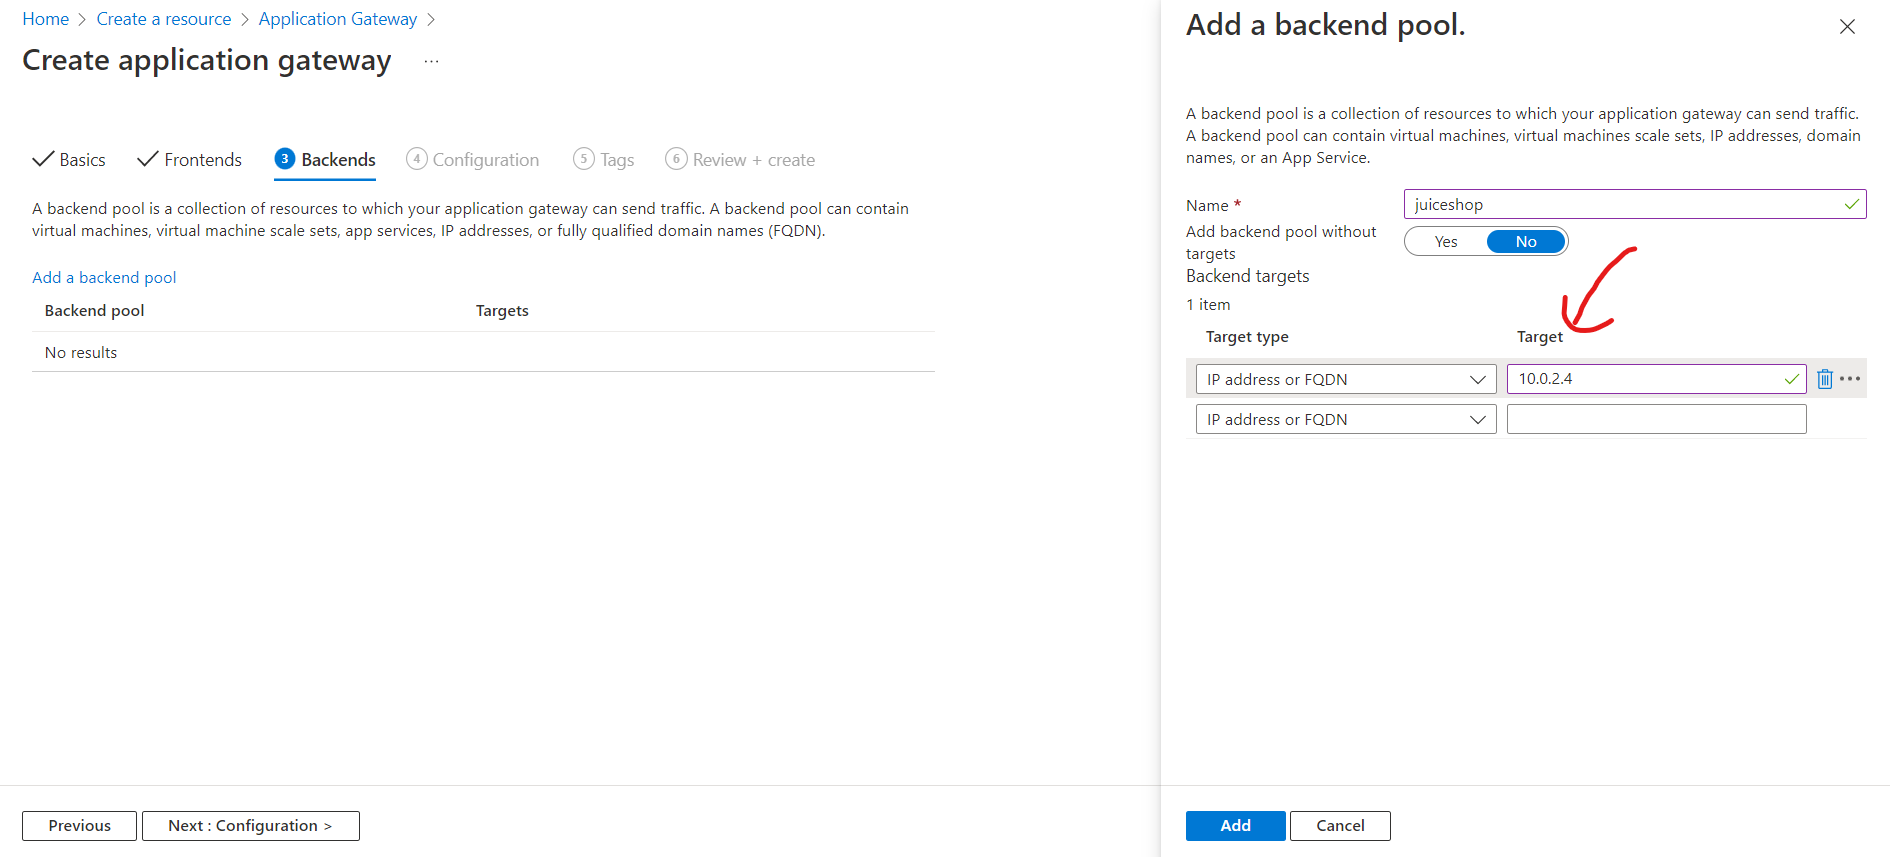 Home > Create a resource > Application Gateway >
Create application gateway ...
Basics Frontends 3 Backends 4 Configuration 5 Tags 6 Review + create
A backend pool is a collection of resources to which your application gateway can send traffic. A backend pool can contain
virtual machines, virtual machine scale sets, app services, IP addresses, or fully qualified domain names (FQDN).
Add a backend pool
Backend pool Targets
No results
Previous Next : Configuration >
Add a backend pool.
A backend pool is a collection of resources to which your application gateway can send traffic.
A backend pool can contain virtual machines, virtual machines scale sets, IP addresses, domain
names, or an App Service.
Name * juiceshop
Add backend pool without
targets
Yes No
Backend targets
1 item
Target type Target
IP address or FQDN 10.0.2.4
IP address or FQDN
Add Cancel